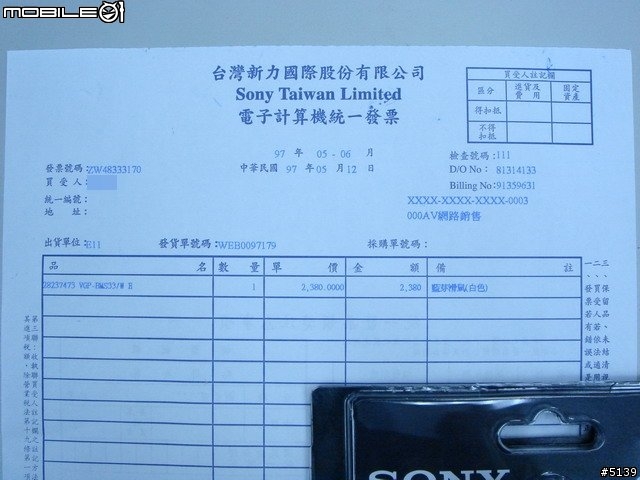 MOBILE01
台灣新力國際股份有限公司
Sony Taiwan Limited
電子計算機統一發票
買受人註記欄
區分 進貨及費用 固定資產
得扣抵
不得扣抵
97 年 05-06 月
中華民國 97 年 05 月 12 日
發票號碼:ZW48333170
買受人:
統一編號:
地址:
檢查號碼:111
D/O No: 81314133
Billing No:91359631
XXXX-XXXX-XXXX-0003
000AV網路銷售
出貨單位:E11 發貨單號碼:WEB0097179 採購單號碼:
品名 數量 單價 金額 備註
28237473 VGP-BMS33/W E 1 2,380.0000 2,380 藍芽滑鼠(白色)
SONY
#5139